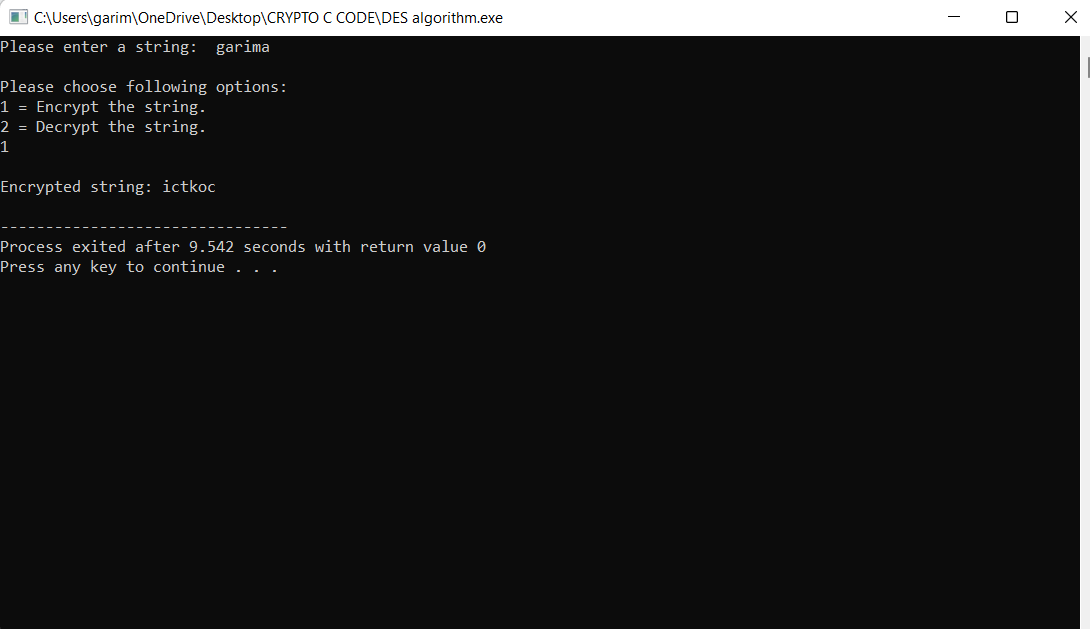 C:\Users\garim\OneDrive\Desktop\CRYPTO C CODE\DES algorithm.exe
Please enter a string:  garima
Please choose following options:
1 = Encrypt the string.
2 = Decrypt the string.
1
Encrypted string: ictkoc
--------------------------------
Process exited after 9.542 seconds with return value 0
Press any key to continue . . .